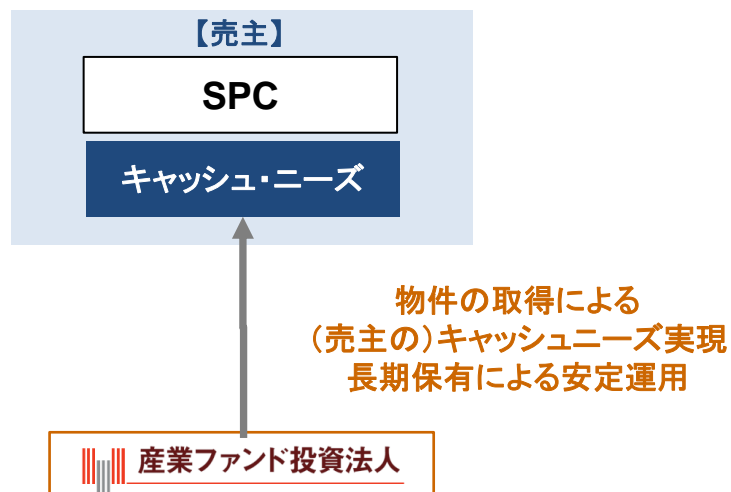 【売主】
SPC
キャッシュ・ニーズ
物件の取得による
（売主の）キャッシュニーズ実現
長期保有による安定運用
産業ファンド投資法人